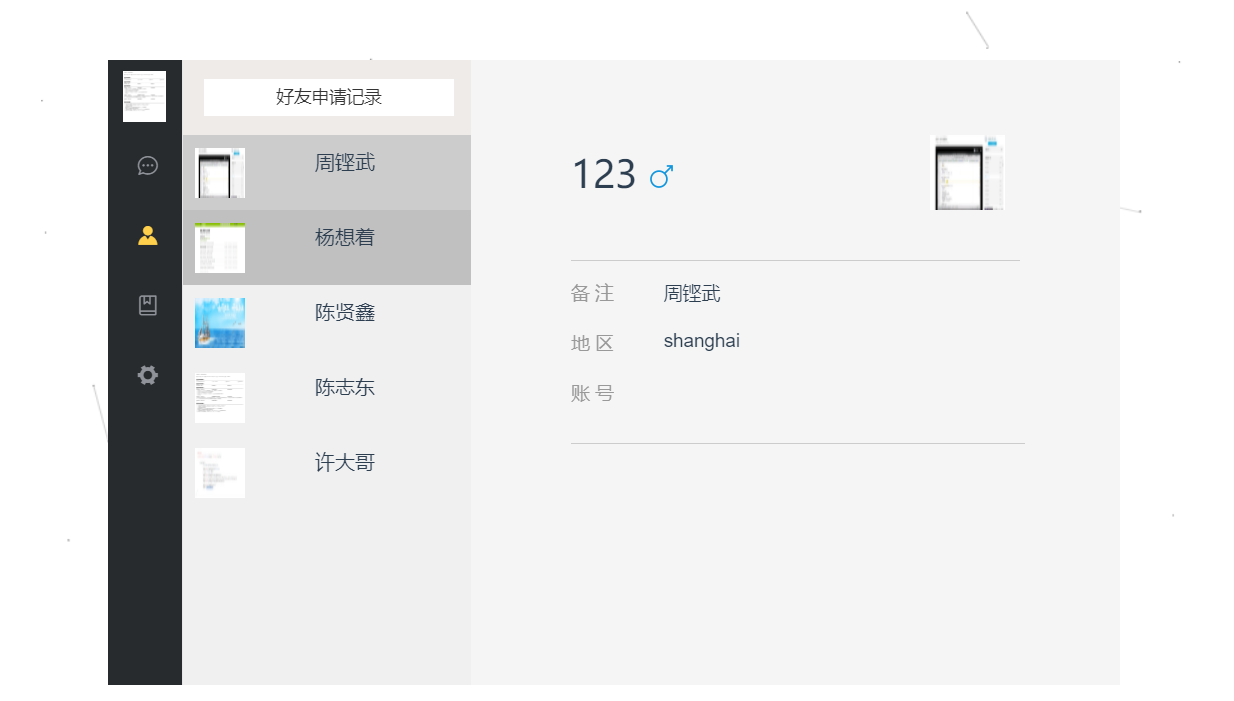 好友申请记录
周铿武
杨想着
陈贤鑫
陈志东
许大哥
123
备注 周铿武
地区 shanghai
账号